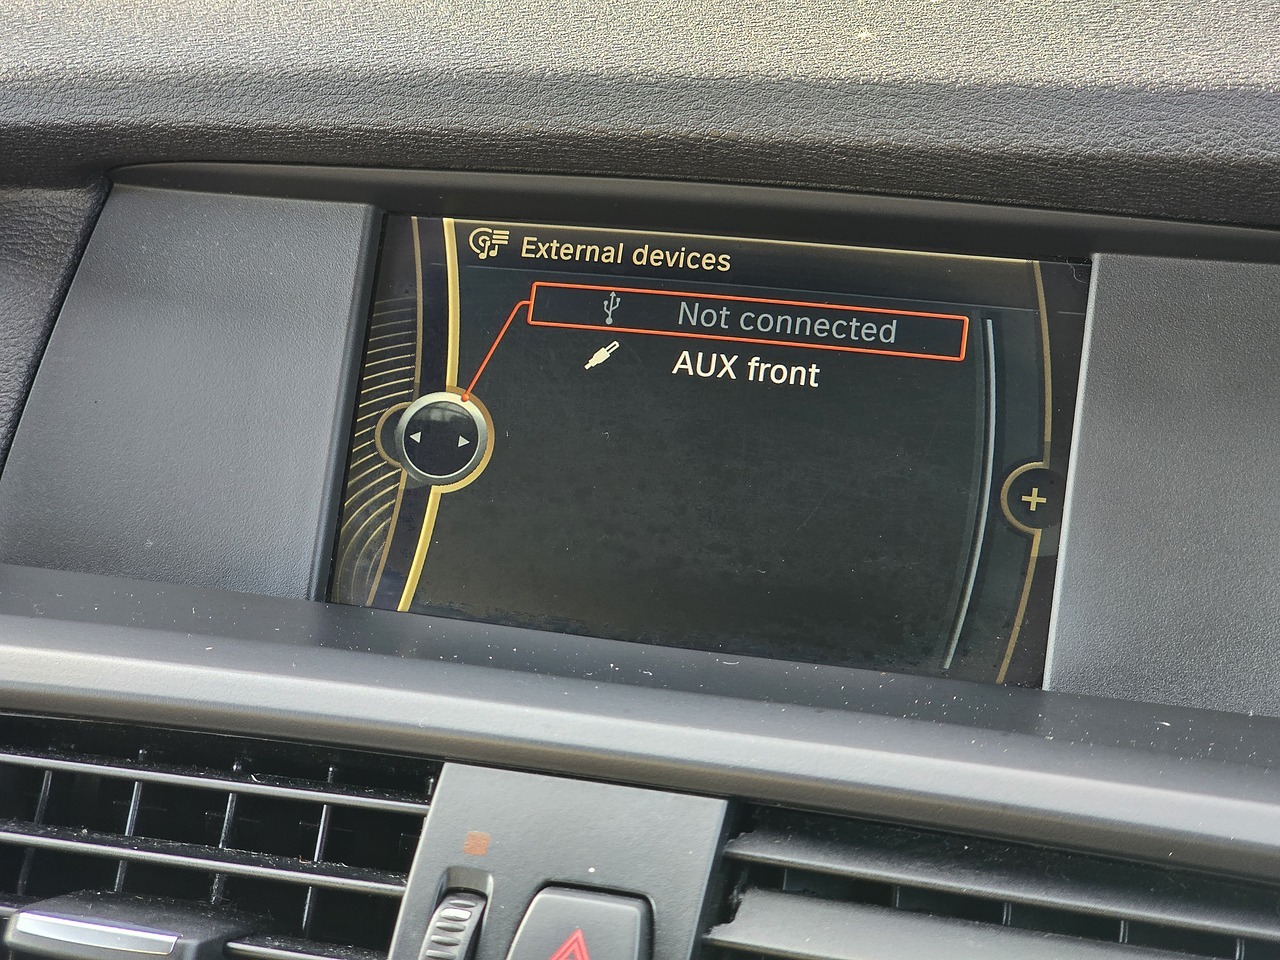 External devices
Not connected
AUX front